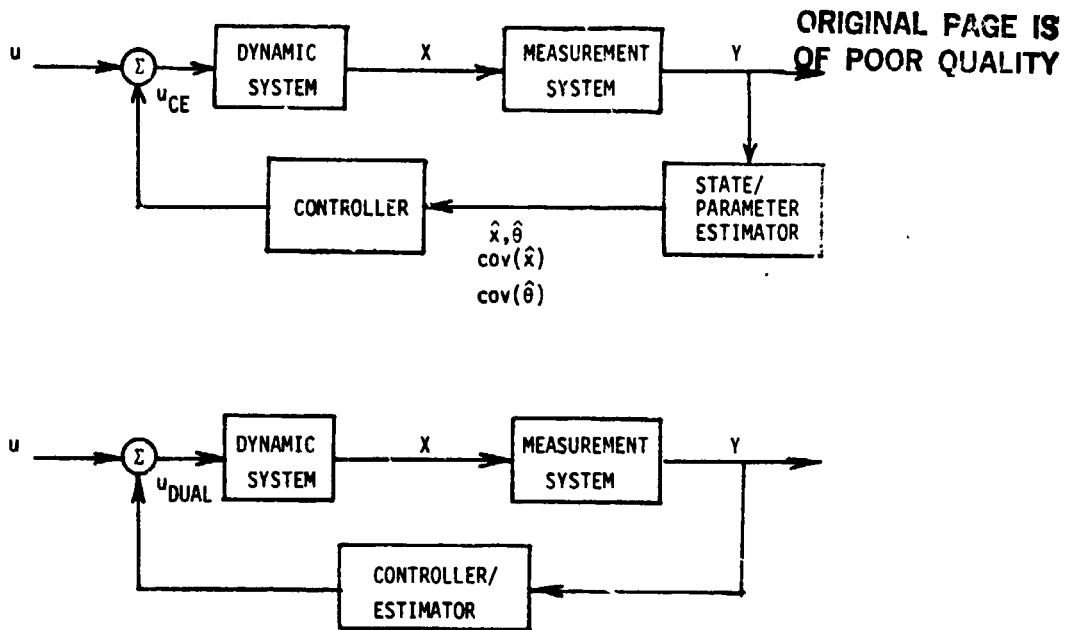 ORIGINAL PAGE IS
OF POOR QUALITY
u
Σ
u_CE
DYNAMIC
SYSTEM
X
MEASUREMENT
SYSTEM
Y
CONTROLLER
x̂, θ̂
cov(x̂)
cov(θ̂)
STATE/
PARAMETER
ESTIMATOR
u
Σ
u_DUAL
DYNAMIC
SYSTEM
X
MEASUREMENT
SYSTEM
Y
CONTROLLER/
ESTIMATOR